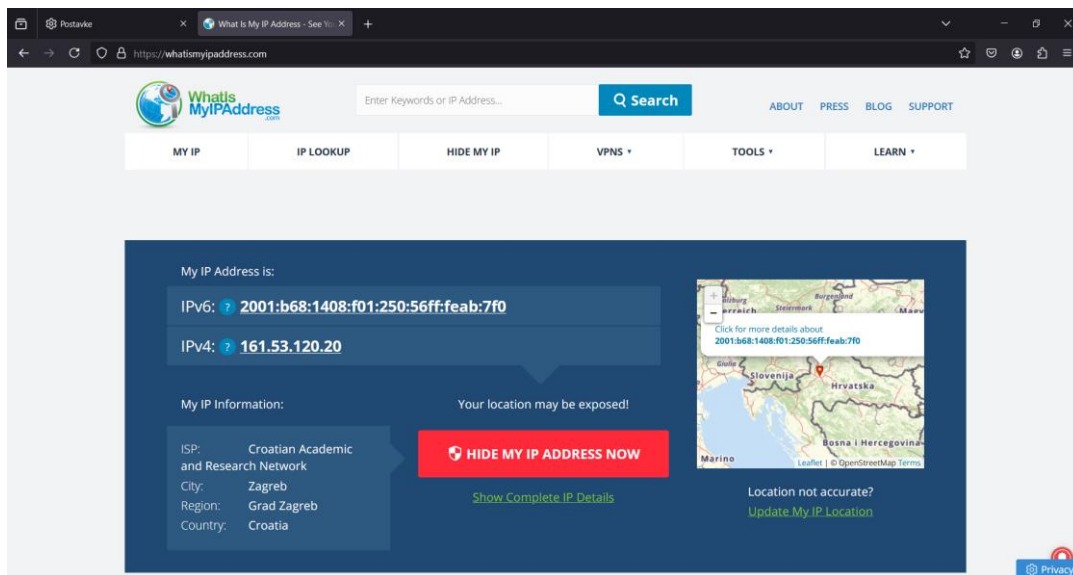 Postavke
What Is My IP Address - See You
https://whatismyipaddress.com
WhatIs
MyIPAddress
.com
Enter Keywords or IP Address...
Search
ABOUT PRESS BLOG SUPPORT
MY IP IP LOOKUP HIDE MY IP VPNS TOOLS LEARN
My IP Address is:
IPv6: ? 2001:b68:1408:f01:250:56ff:feab:7f0
IPv4: ? 161.53.120.20
My IP Information:
ISP: Croatian Academic
and Research Network
City: Zagreb
Region: Grad Zagreb
Country: Croatia
Your location may be exposed!
HIDE MY IP ADDRESS NOW
Show Complete IP Details
+
−
Burgenland
Steiermark
Click for more details about
2001:b68:1408:f01:250:56ff:feab:7f0
Slovenija
Hrvatska
Bosna i Hercegovina
Marino
Leaflet | © OpenStreetMap Terms
Location not accurate?
Update My IP Location
Privacy